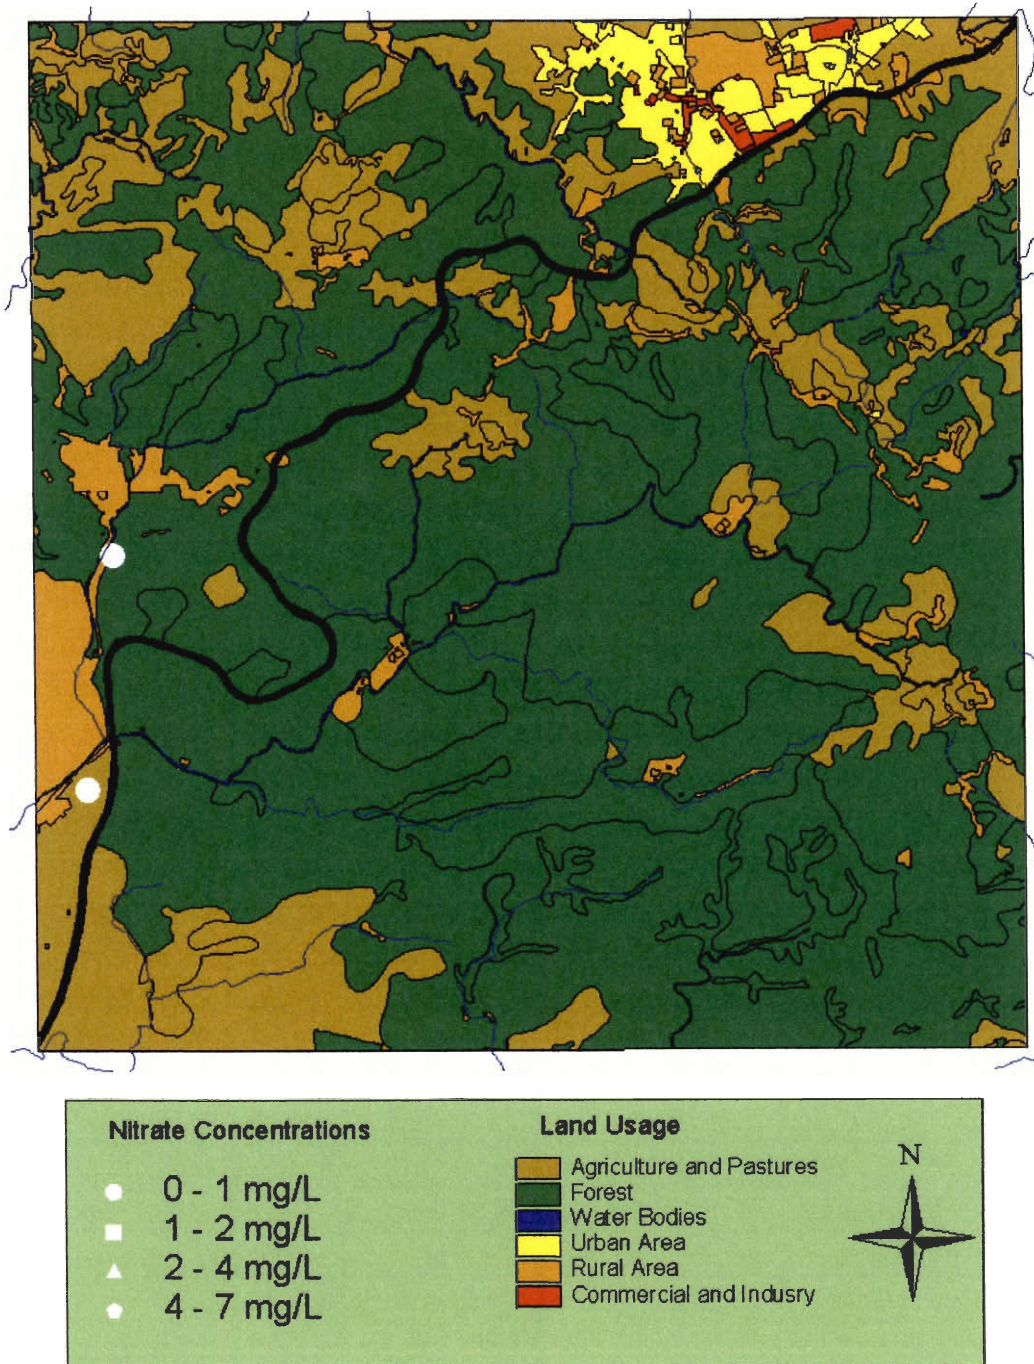 Nitrate Concentrations
0 - 1 mg/L
1 - 2 mg/L
2 - 4 mg/L
4 - 7 mg/L
Land Usage
Agriculture and Pastures
Forest
Water Bodies
Urban Area
Rural Area
Commercial and Indusry
N